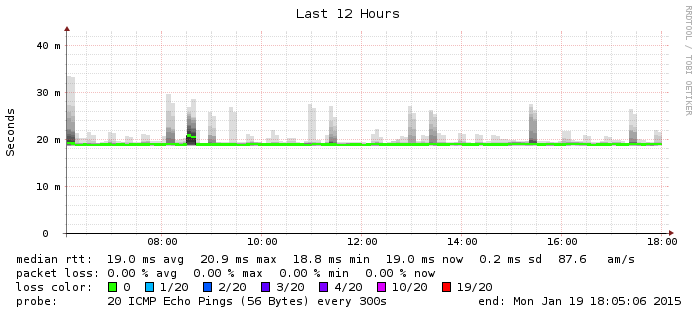 Last 12 Hours
RRDTOOL / TOBI OETIKER
Seconds
40 m
30 m
20 m
10 m
0
08:00 10:00 12:00 14:00 16:00 18:00
median rtt: 19.0 ms avg 20.9 ms max 18.8 ms min 19.0 ms now 0.2 ms sd 87.6 am/s
packet loss: 0.00 % avg 0.00 % max 0.00 % min 0.00 % now
loss color: 0 1/20 2/20 3/20 4/20 10/20 19/20
probe: 20 ICMP Echo Pings (56 Bytes) every 300s end: Mon Jan 19 18:05:06 2015